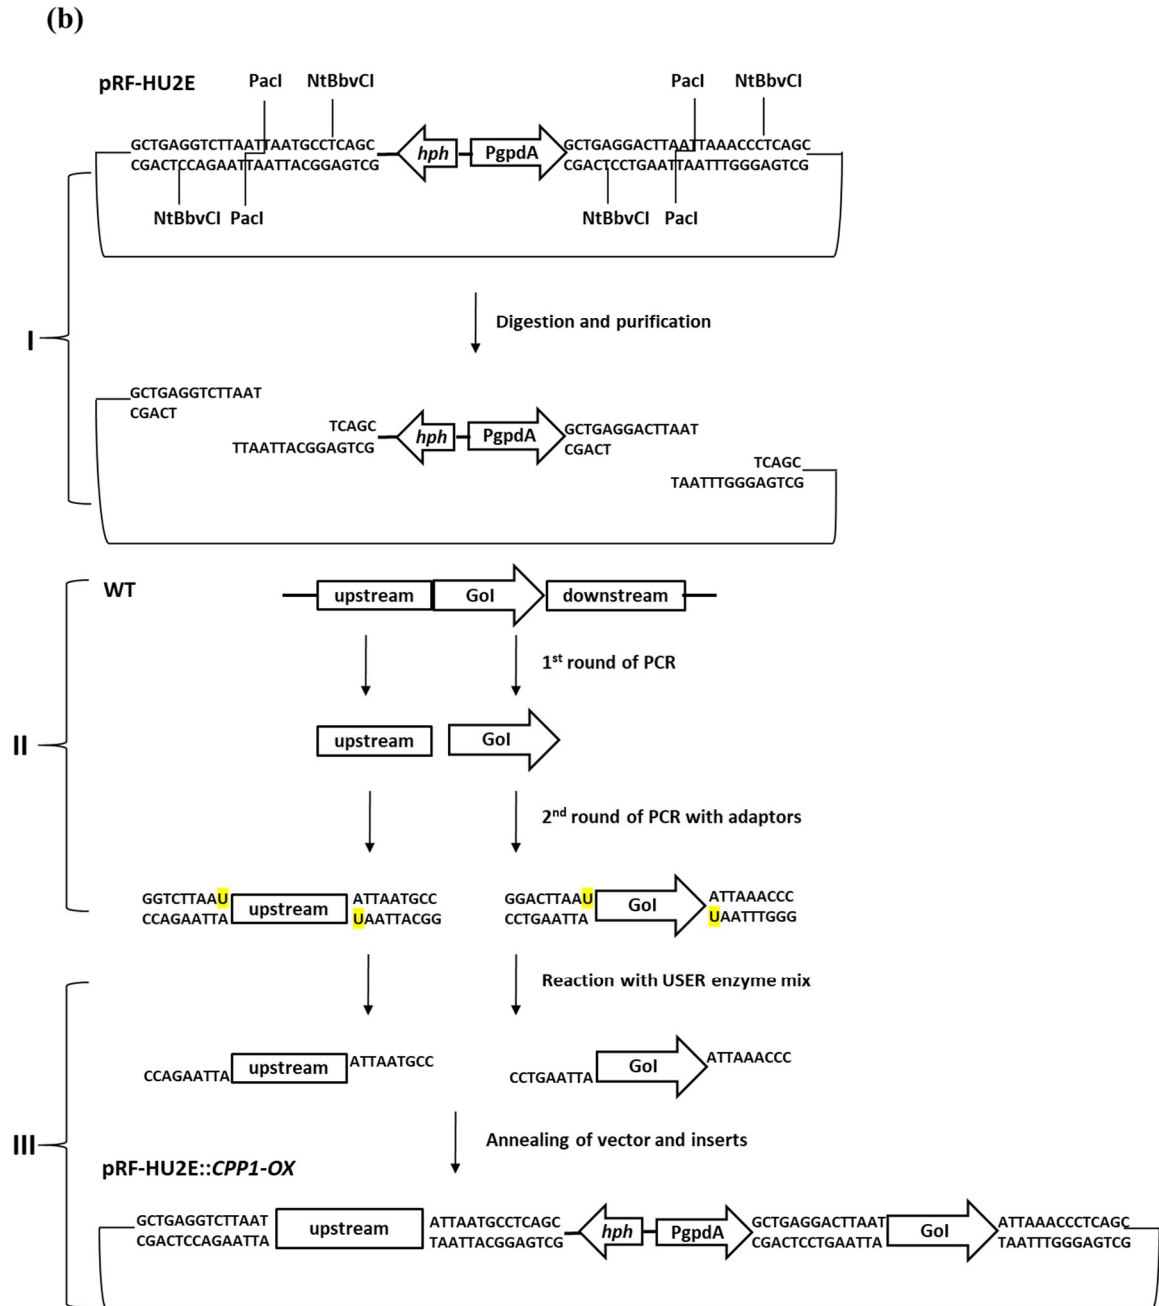 (b)
pRF-HU2E PacI NtBbvCI PacI NtBbvCI
GCTGAGGTCTTAATTAATGCCTCAGC hph PgpdA GCTGAGGACTTAATTAAACCCTCAGC
CGACTCCAGAATTAATTACGGAGTCG CGACTCCTGAATTAATTTGGGAGTCG
NtBbvCI PacI NtBbvCI PacI
I
Digestion and purification
GCTGAGGTCTTAAT
CGACT
TCAGC hph PgpdA GCTGAGGACTTAAT
TTAATTACGGAGTCG CGACT
TCAGC
TAATTTGGGAGTCG
WT
upstream GoI downstream
1st round of PCR
II
upstream GoI
2nd round of PCR with adaptors
GGTCTTAAU upstream ATTAATGCC GGACTTAAU GoI ATTAAACCC
CCAGAATTA UAATTACGG CCTGAATTA UAATTTGGG
Reaction with USER enzyme mix
CCAGAATTA upstream ATTAATGCC CCTGAATTA GoI ATTAAACCC
III
Annealing of vector and inserts
pRF-HU2E::CPP1-OX
GCTGAGGTCTTAAT upstream ATTAATGCCTCAGC hph PgpdA GCTGAGGACTTAAT GoI ATTAAACCCTCAGC
CGACTCCAGAATTA TAATTACGGAGTCG CGACTCCTGAATTA TAATTTGGGAGTCG